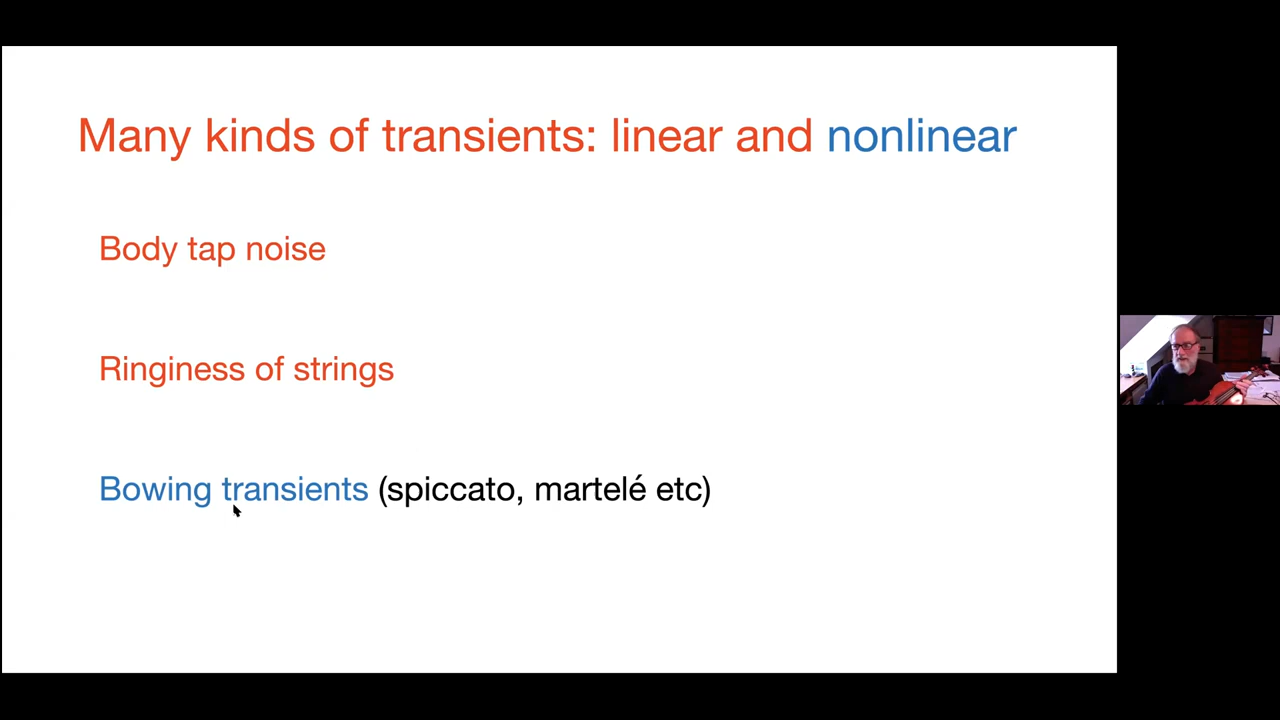 Many kinds of transients: linear and nonlinear
Body tap noise
Ringiness of strings
Bowing transients (spiccato, martelé etc)